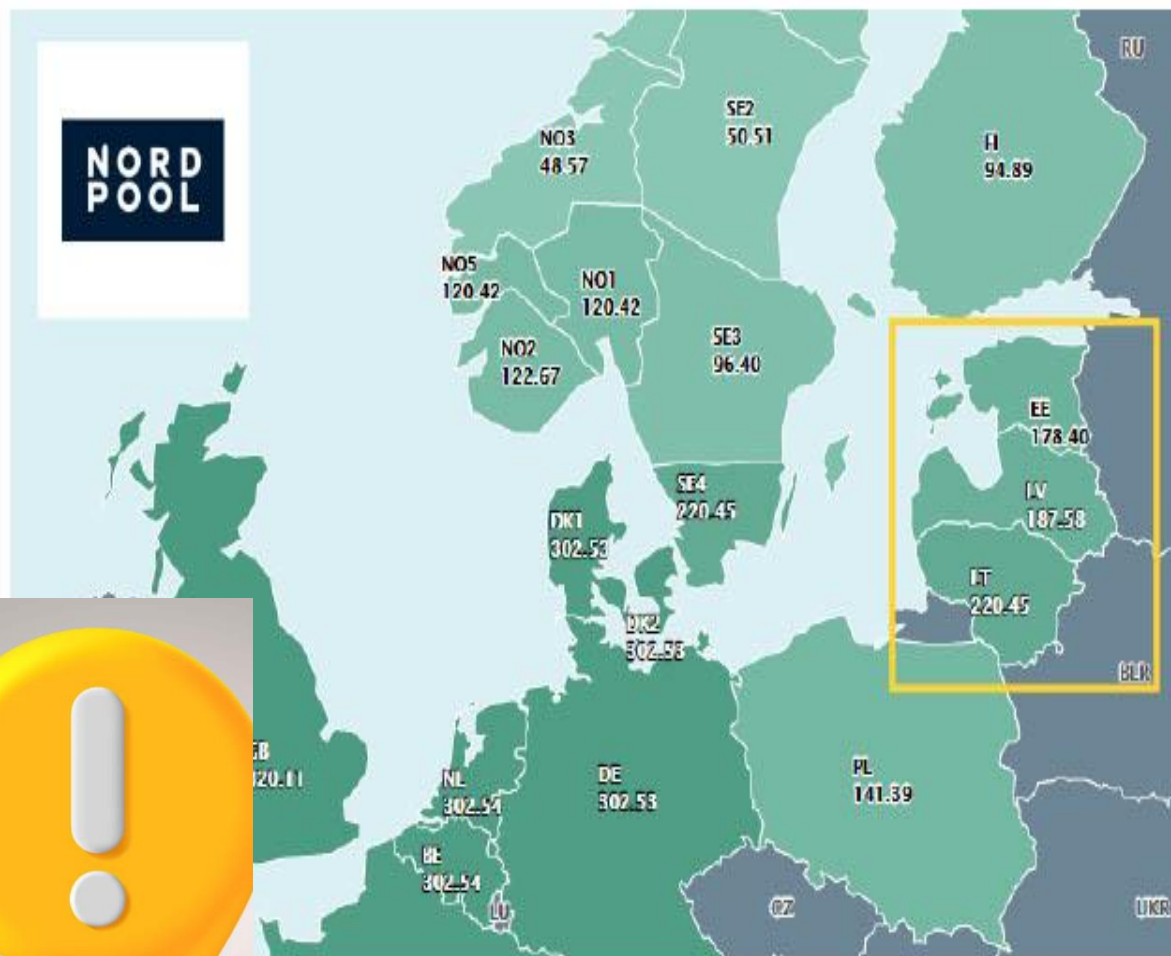 NORD
POOL
RU
SE2
50.51
NO3
48.57
FI
94.89
NO5
120.42
NO1
120.42
NO2
122.67
SE3
96.40
EE
178.40
SE4
220.45
LV
187.58
DK1
302.53
LT
220.45
DK2
BLR
GB
NL
302.54
DE
302.53
PL
141.39
BE
302.54
LU
CZ
UKR